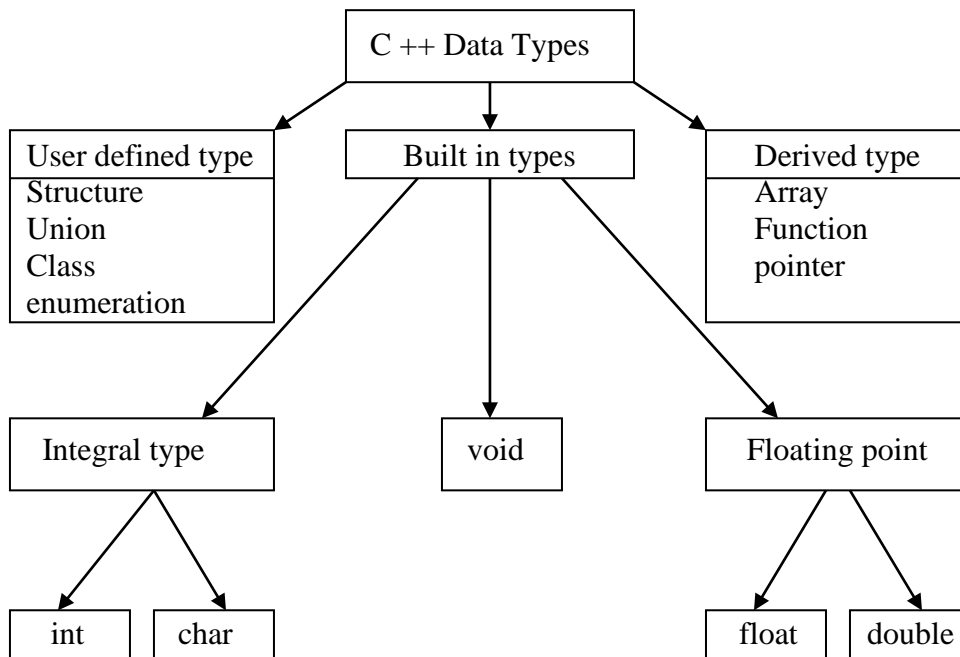 C ++ Data Types
User defined type
Structure
Union
Class
enumeration
Built in types
Derived type
Array
Function
pointer
Integral type
void
Floating point
int
char
float
double